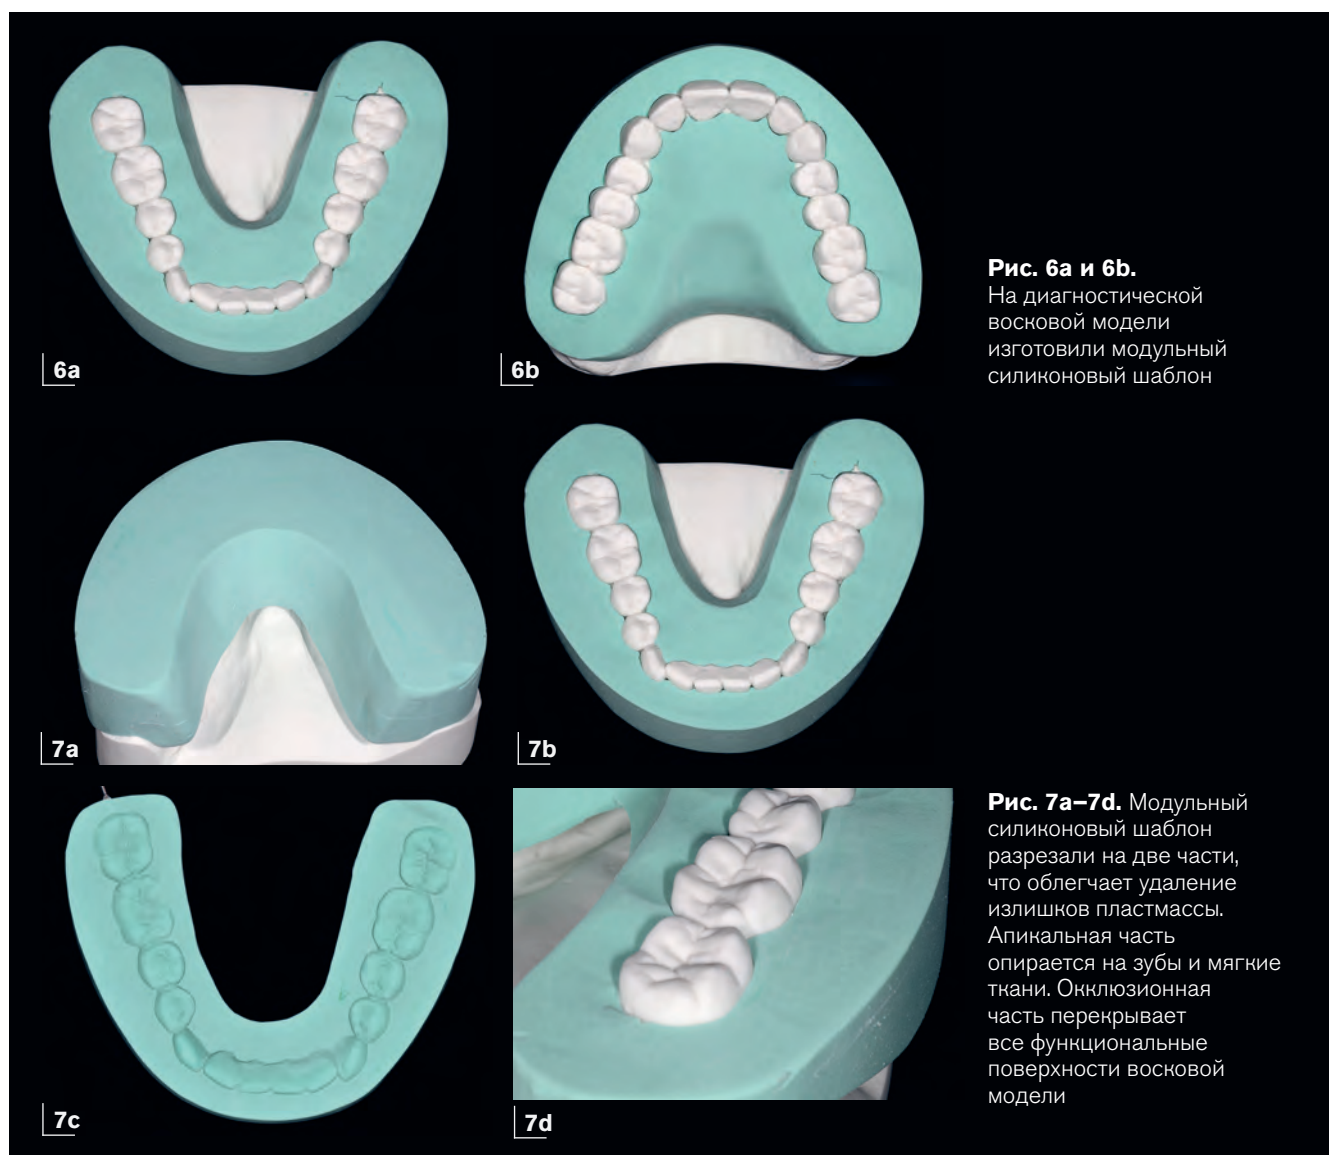 6a
6b
Рис. 6a и 6b.
На диагностической
восковой модели
изготовили модульный
силиконовый шаблон
7a
7b
7c
7d
Рис. 7a–7d. Модульный
силиконовый шаблон
разрезали на две части,
что облегчает удаление
излишков пластмассы.
Апикальная часть
опирается на зубы и мягкие
ткани. Окклюзионная
часть перекрывает
все функциональные
поверхности восковой
модели